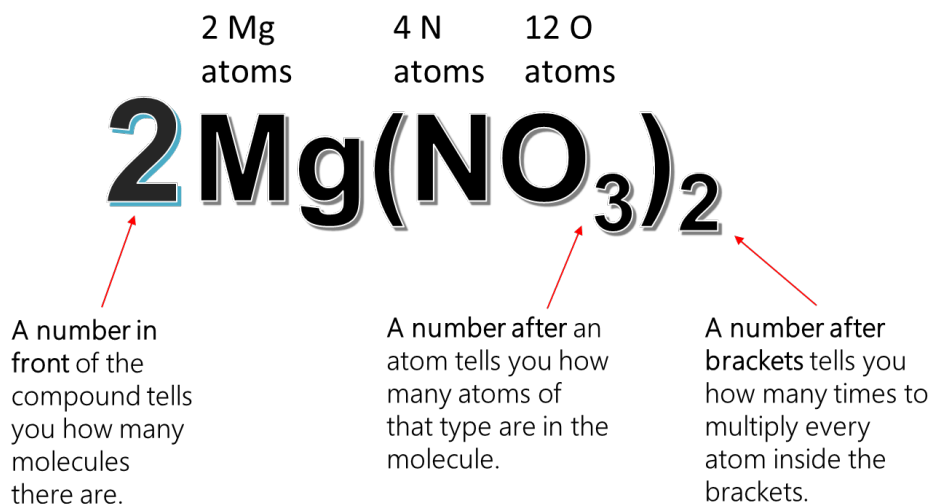 2 Mg atoms
4 N atoms
12 O atoms
2Mg(NO₃)₂
A number in
front of the
compound tells
you how many
molecules
there are.
A number after an
atom tells you how
many atoms of
that type are in the
molecule.
A number after
brackets tells you
how many times to
multiply every
atom inside the
brackets.